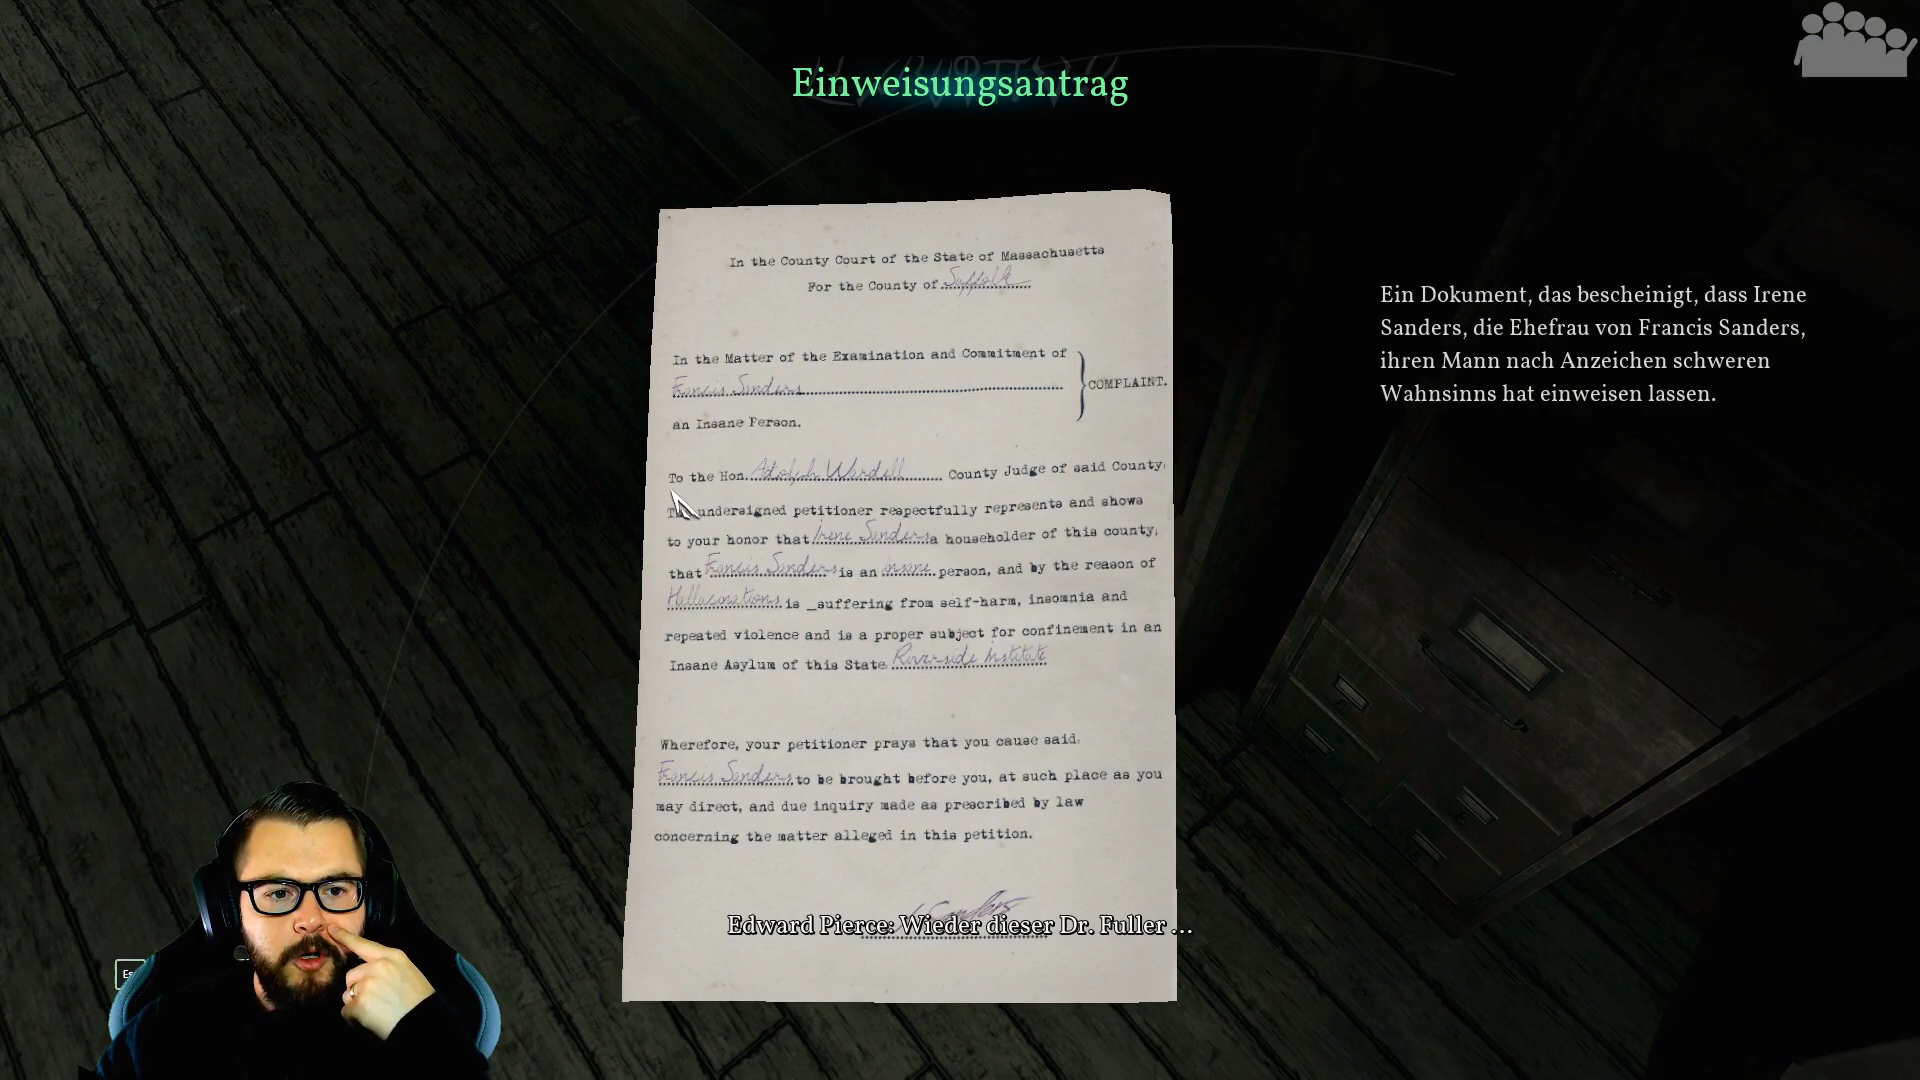 Einweisungsantrag
In the County Court of the State of Massachusetts
For the County of Suffolk
In the Matter of the Examination and Commitment of
Francis Sanders
COMPLAINT.
an Insane Person.
To the Hon. Adolph Wardell County Judge of said County,
The undersigned petitioner respectfully represents and shows
to your honor that Irene Sanders a householder of this county,
that Francis Sanders is an insane person, and by the reason of
Hallucinations is _suffering from self-harm, insomnia and
repeated violence and is a proper subject for confinement in an
Insane Asylum of this State Riverside Institute
Wherefore, your petitioner prays that you cause said,
Francis Sanders to be brought before you, at such place as you
may direct, and due inquiry made as prescribed by law
concerning the matter alleged in this petition.
Sanders
Edward Pierce: Wieder dieser Dr. Fuller ...
Ein Dokument, das bescheinigt, dass Irene
Sanders, die Ehefrau von Francis Sanders,
ihren Mann nach Anzeichen schweren
Wahnsinns hat einweisen lassen.